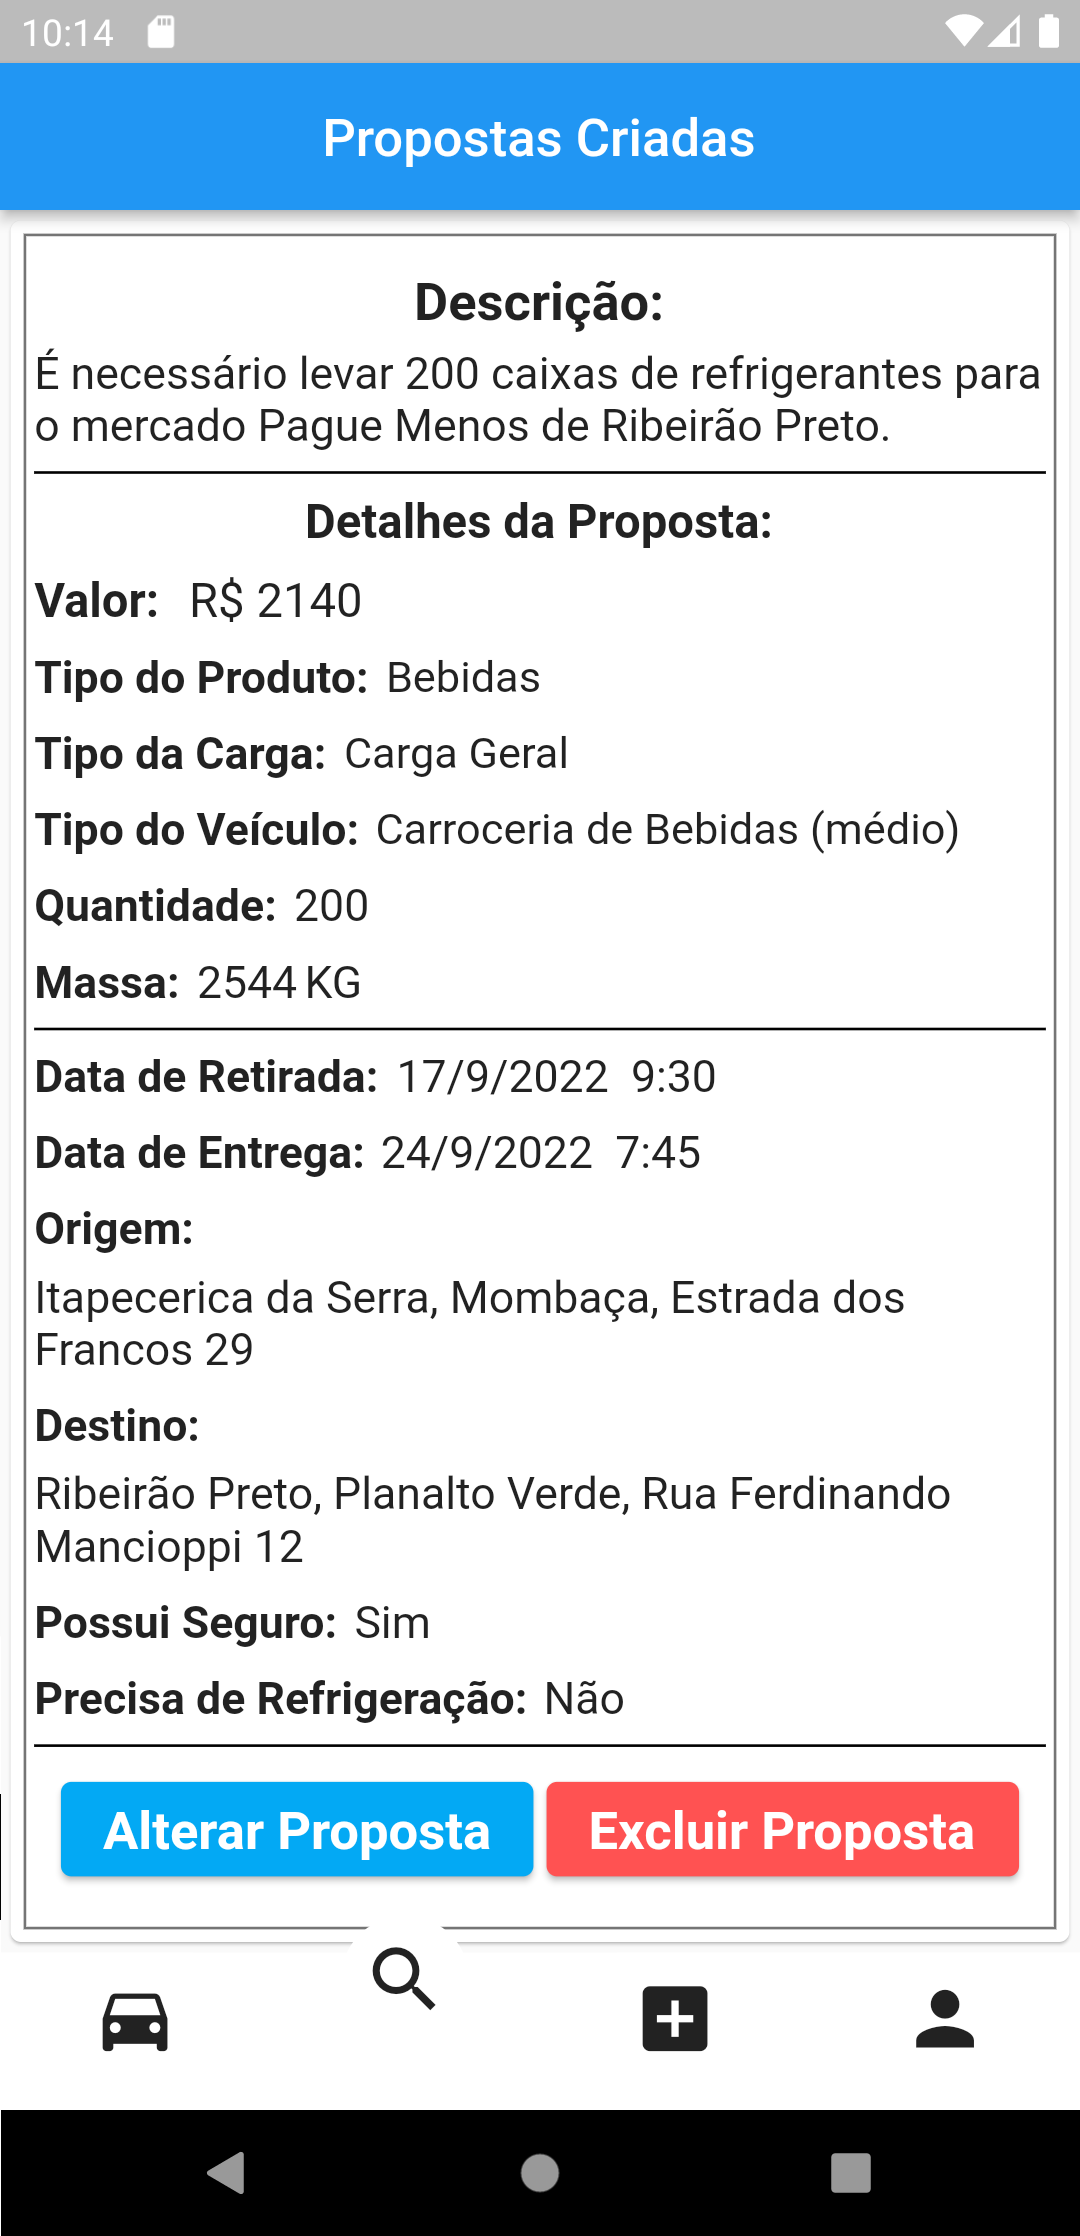 10:14
Propostas Criadas
Descrição:
É necessário levar 200 caixas de refrigerantes para
o mercado Pague Menos de Ribeirão Preto.
Detalhes da Proposta:
Valor: R$ 2140
Tipo do Produto: Bebidas
Tipo da Carga: Carga Geral
Tipo do Veículo: Carroceria de Bebidas (médio)
Quantidade: 200
Massa: 2544 KG
Data de Retirada: 17/9/2022 9:30
Data de Entrega: 24/9/2022 7:45
Origem:
Itapecerica da Serra, Mombaça, Estrada dos
Francos 29
Destino:
Ribeirão Preto, Planalto Verde, Rua Ferdinando
Mancioppi 12
Possui Seguro: Sim
Precisa de Refrigeração: Não
Alterar Proposta Excluir Proposta